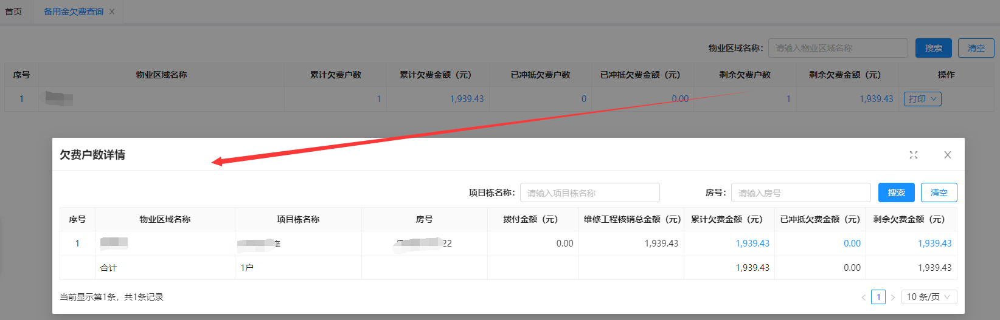 首页 备用金欠费查询
物业区域名称: 请输入物业区域名称 搜索 清空
序号 物业区域名称 累计欠费户数 累计欠费金额（元） 已冲抵欠费户数 已冲抵欠费金额（元） 剩余欠费户数 剩余欠费金额（元） 操作
1 1 1,939.43 0 0.00 1 1,939.43 打印
欠费户数详情
项目栋名称: 请输入项目栋名称 房号: 请输入房号 搜索 清空
序号 物业区域名称 项目栋名称 房号 拨付金额（元） 维修工程核销总金额（元） 累计欠费金额（元） 已冲抵欠费金额（元） 剩余欠费金额（元）
1 座 22 0.00 1,939.43 1,939.43 0.00 1,939.43
合计 1户 1,939.43 0.00 1,939.43
当前显示第1条，共1条记录 < 1 > 10 条/页